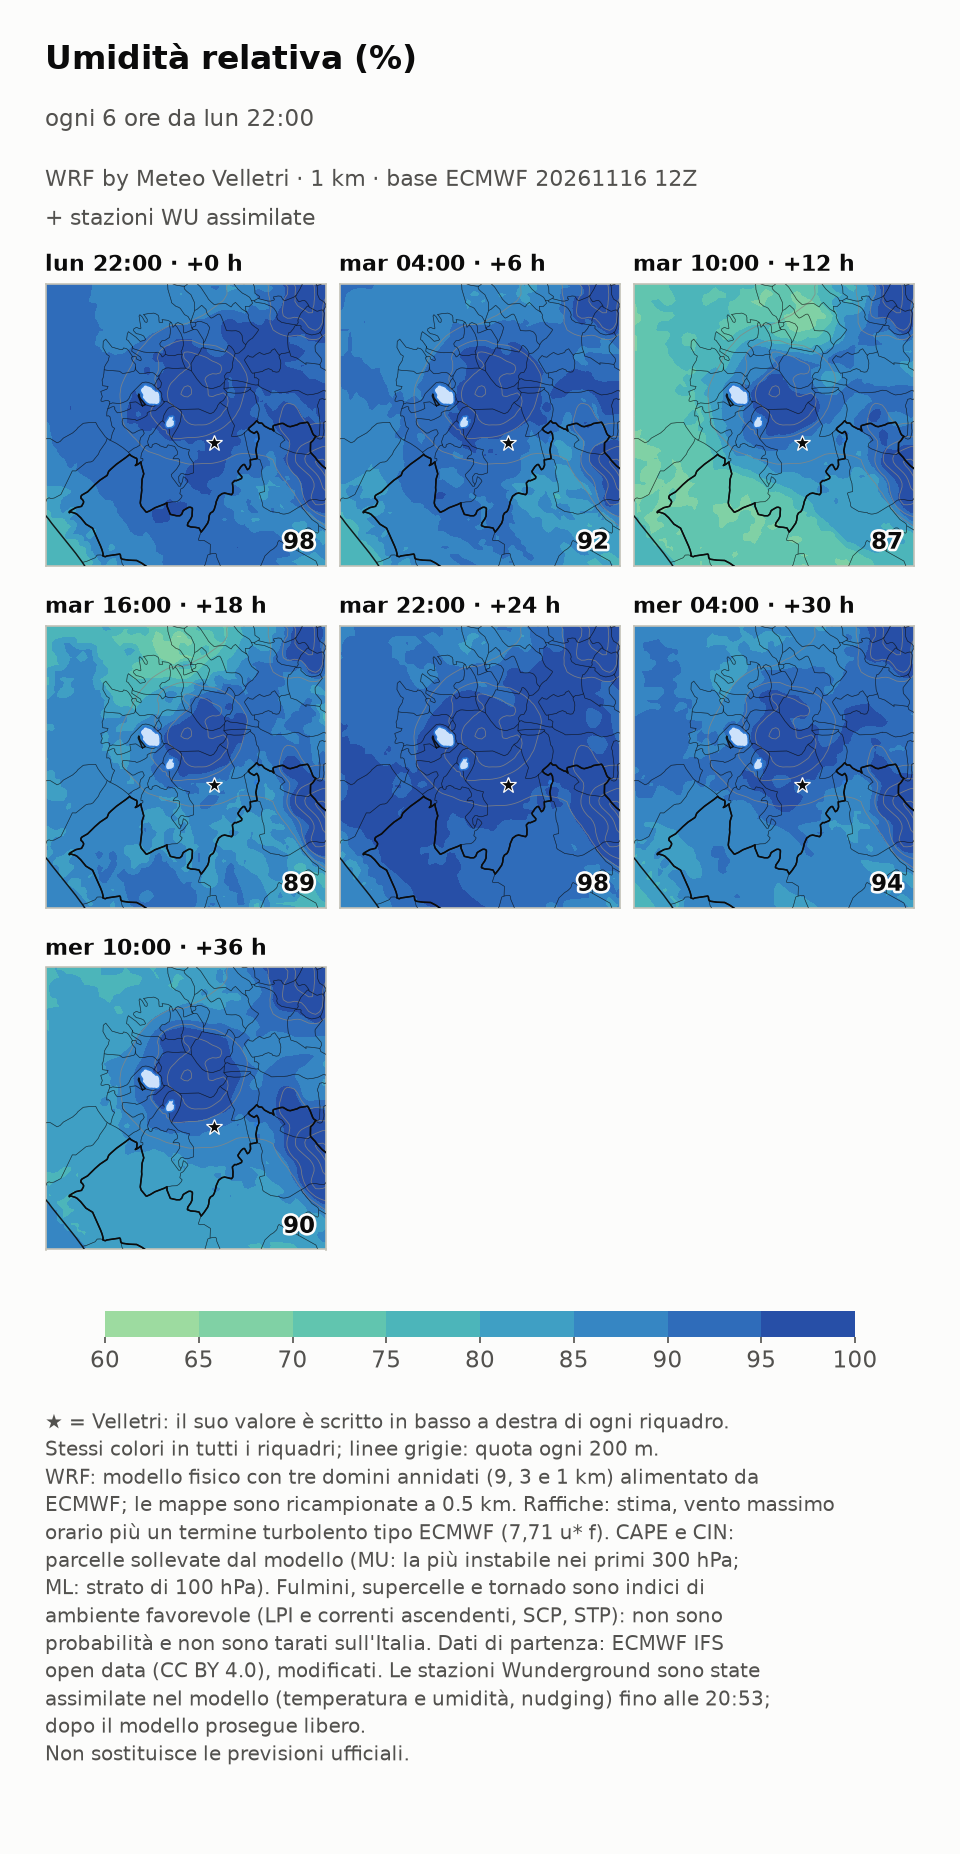 Umidità relativa (%)
ogni 6 ore da lun 22:00
WRF by Meteo Velletri · 1 km · base ECMWF 20261116 12Z
+ stazioni WU assimilate
lun 22:00 · +0 h
mar 04:00 · +6 h
mar 10:00 · +12 h
98
92
87
mar 16:00 · +18 h
mar 22:00 · +24 h
mer 04:00 · +30 h
89
98
94
mer 10:00 · +36 h
90
60 65 70 75 80 85 90 95 100
★ = Velletri: il suo valore è scritto in basso a destra di ogni riquadro.
Stessi colori in tutti i riquadri; linee grigie: quota ogni 200 m.
WRF: modello fisico con tre domini annidati (9, 3 e 1 km) alimentato da
ECMWF; le mappe sono ricampionate a 0.5 km. Raffiche: stima, vento massimo
orario più un termine turbolento tipo ECMWF (7,71 u* f). CAPE e CIN:
parcelle sollevate dal modello (MU: la più instabile nei primi 300 hPa;
ML: strato di 100 hPa). Fulmini, supercelle e tornado sono indici di
ambiente favorevole (LPI e correnti ascendenti, SCP, STP): non sono
probabilità e non sono tarati sull'Italia. Dati di partenza: ECMWF IFS
open data (CC BY 4.0), modificati. Le stazioni Wunderground sono state
assimilate nel modello (temperatura e umidità, nudging) fino alle 20:53;
dopo il modello prosegue libero.
Non sostituisce le previsioni ufficiali.